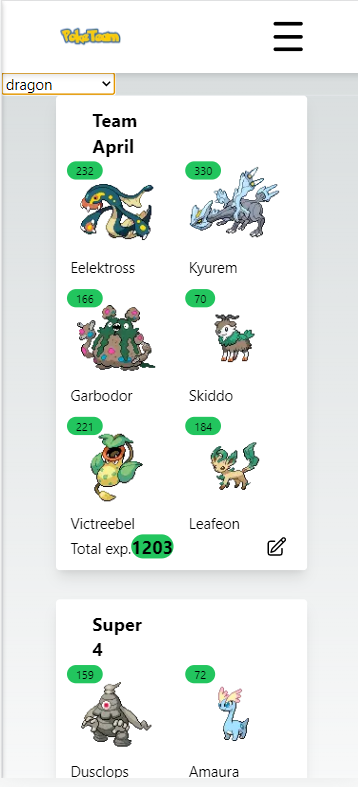 PokeTeam
dragon
Team
April
232
330
Eelektross
Kyurem
166
70
Garbodor
Skiddo
221
184
Victreebel
Leafeon
Total exp.1203
Super
4
159
72
Dusclops
Amaura